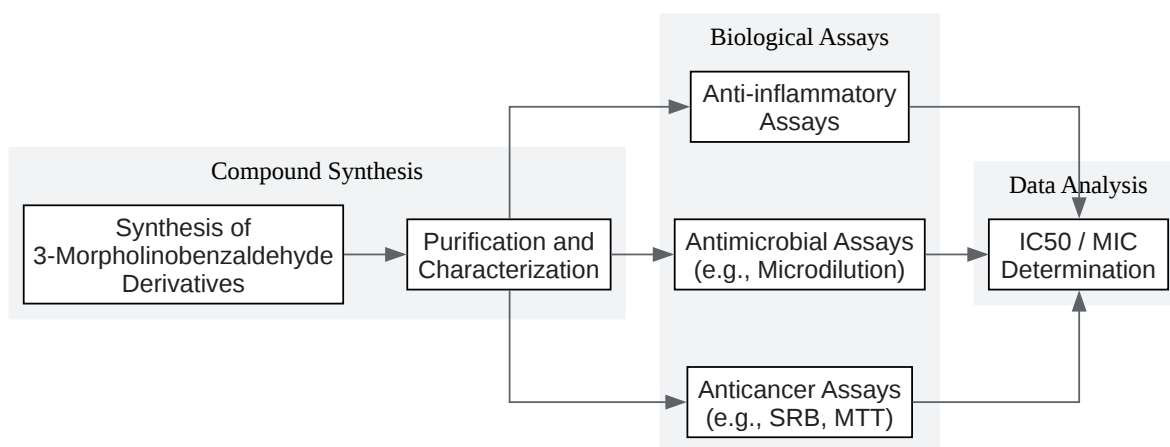 Biological Assays
Anti-inflammatory
Assays
Compound Synthesis
Synthesis of
3-Morpholinobenzaldehyde
Derivatives
Purification and
Characterization
Antimicrobial Assays
(e.g., Microdilution)
Data Analysis
IC50 / MIC
Determination
Anticancer Assays
(e.g., SRB, MTT)